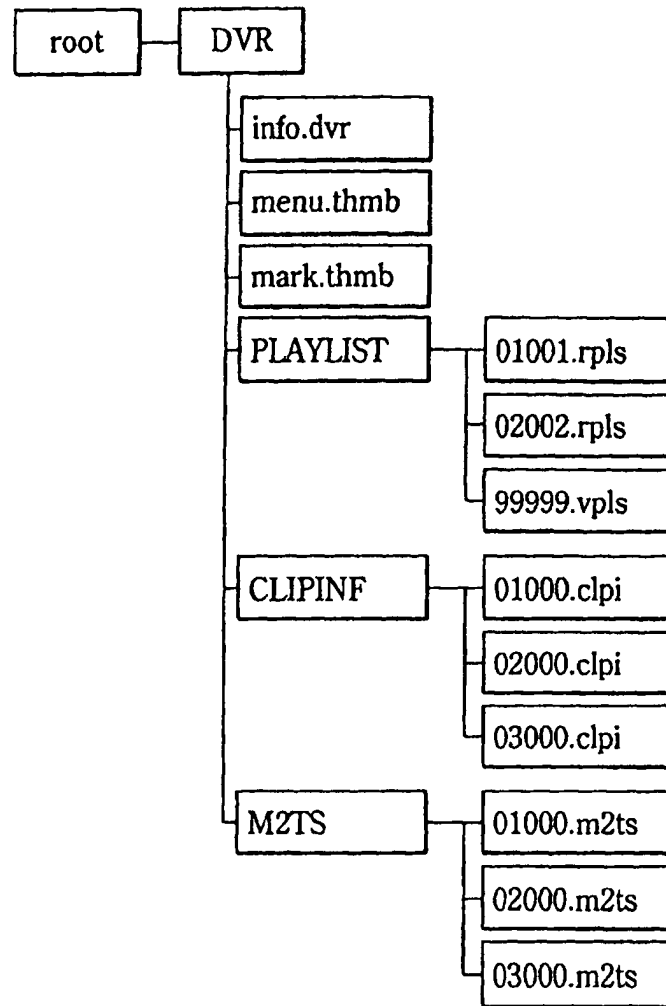 root
DVR
info.dvr
menu.thmb
mark.thmb
PLAYLIST
01001.rpls
02002.rpls
99999.vpls
CLIPINF
01000.clpi
02000.clpi
03000.clpi
M2TS
01000.m2ts
02000.m2ts
03000.m2ts